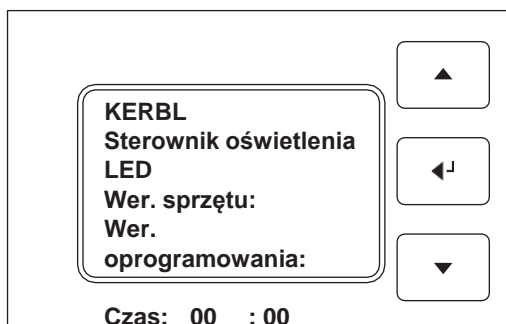 KERBL
Sterownik oświetlenia
LED
Wer. sprzętu:
Wer.
oprogramowania:
Czas: 00 : 00